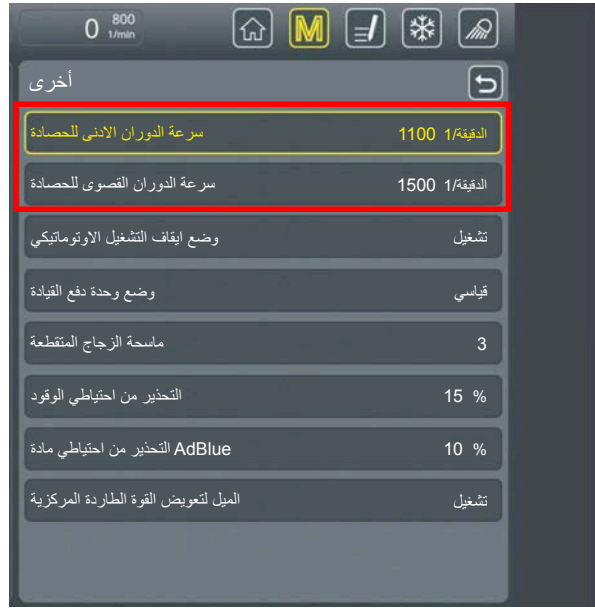 0 800 1/min
أخرى
سرعة الدوران الادنى للحصادة 1100 الدقيقة/1
سرعة الدوران القصوى للحصادة 1500 الدقيقة/1
وضع ايقاف التشغيل الاوتوماتيكي تشغيل
وضع وحدة دفع القيادة قياسي
ماسحة الزجاج المتقطعة 3
التحذير من احتياطي الوقود 15 %
التحذير من احتياطي مادة AdBlue 10 %
الميل لتعويض القوة الطاردة المركزية تشغيل